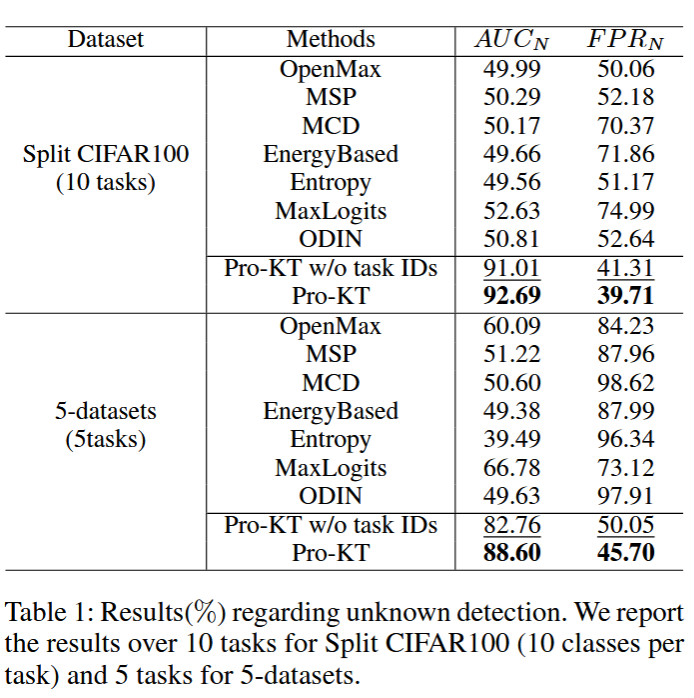 Dataset Methods AUC_N FPR_N
OpenMax 49.99 50.06
MSP 50.29 52.18
MCD 50.17 70.37
Split CIFAR100 EnergyBased 49.66 71.86
(10 tasks) Entropy 49.56 51.17
MaxLogits 52.63 74.99
ODIN 50.81 52.64
Pro-KT w/o task IDs 91.01 41.31
Pro-KT 92.69 39.71
OpenMax 60.09 84.23
MSP 51.22 87.96
MCD 50.60 98.62
5-datasets EnergyBased 49.38 87.99
(5tasks) Entropy 39.49 96.34
MaxLogits 66.78 73.12
ODIN 49.63 97.91
Pro-KT w/o task IDs 82.76 50.05
Pro-KT 88.60 45.70
Table 1: Results(%) regarding unknown detection. We report
the results over 10 tasks for Split CIFAR100 (10 classes per
task) and 5 tasks for 5-datasets.